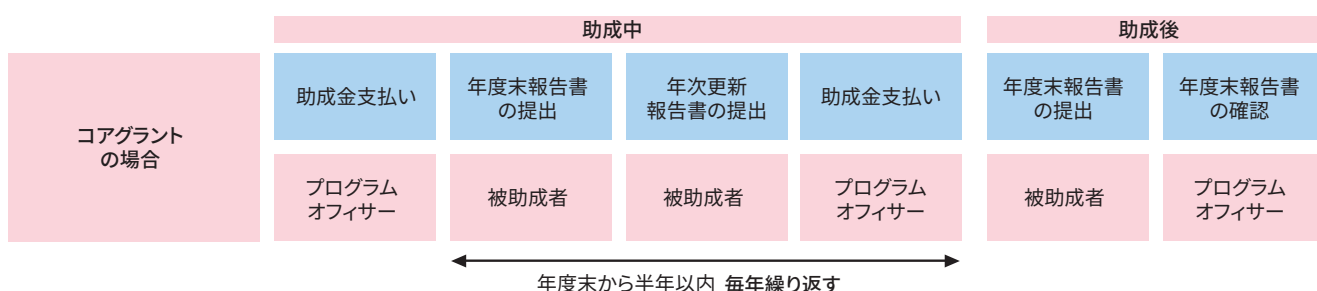 助成中
助成後
コアグラント
の場合
助成金支払い
年度末報告書
の提出
年次更新
報告書の提出
助成金支払い
年度末報告書
の提出
年度末報告書
の確認
プログラム
オフィサー
被助成者
被助成者
プログラム
オフィサー
被助成者
プログラム
オフィサー
年度末から半年以内 毎年繰り返す